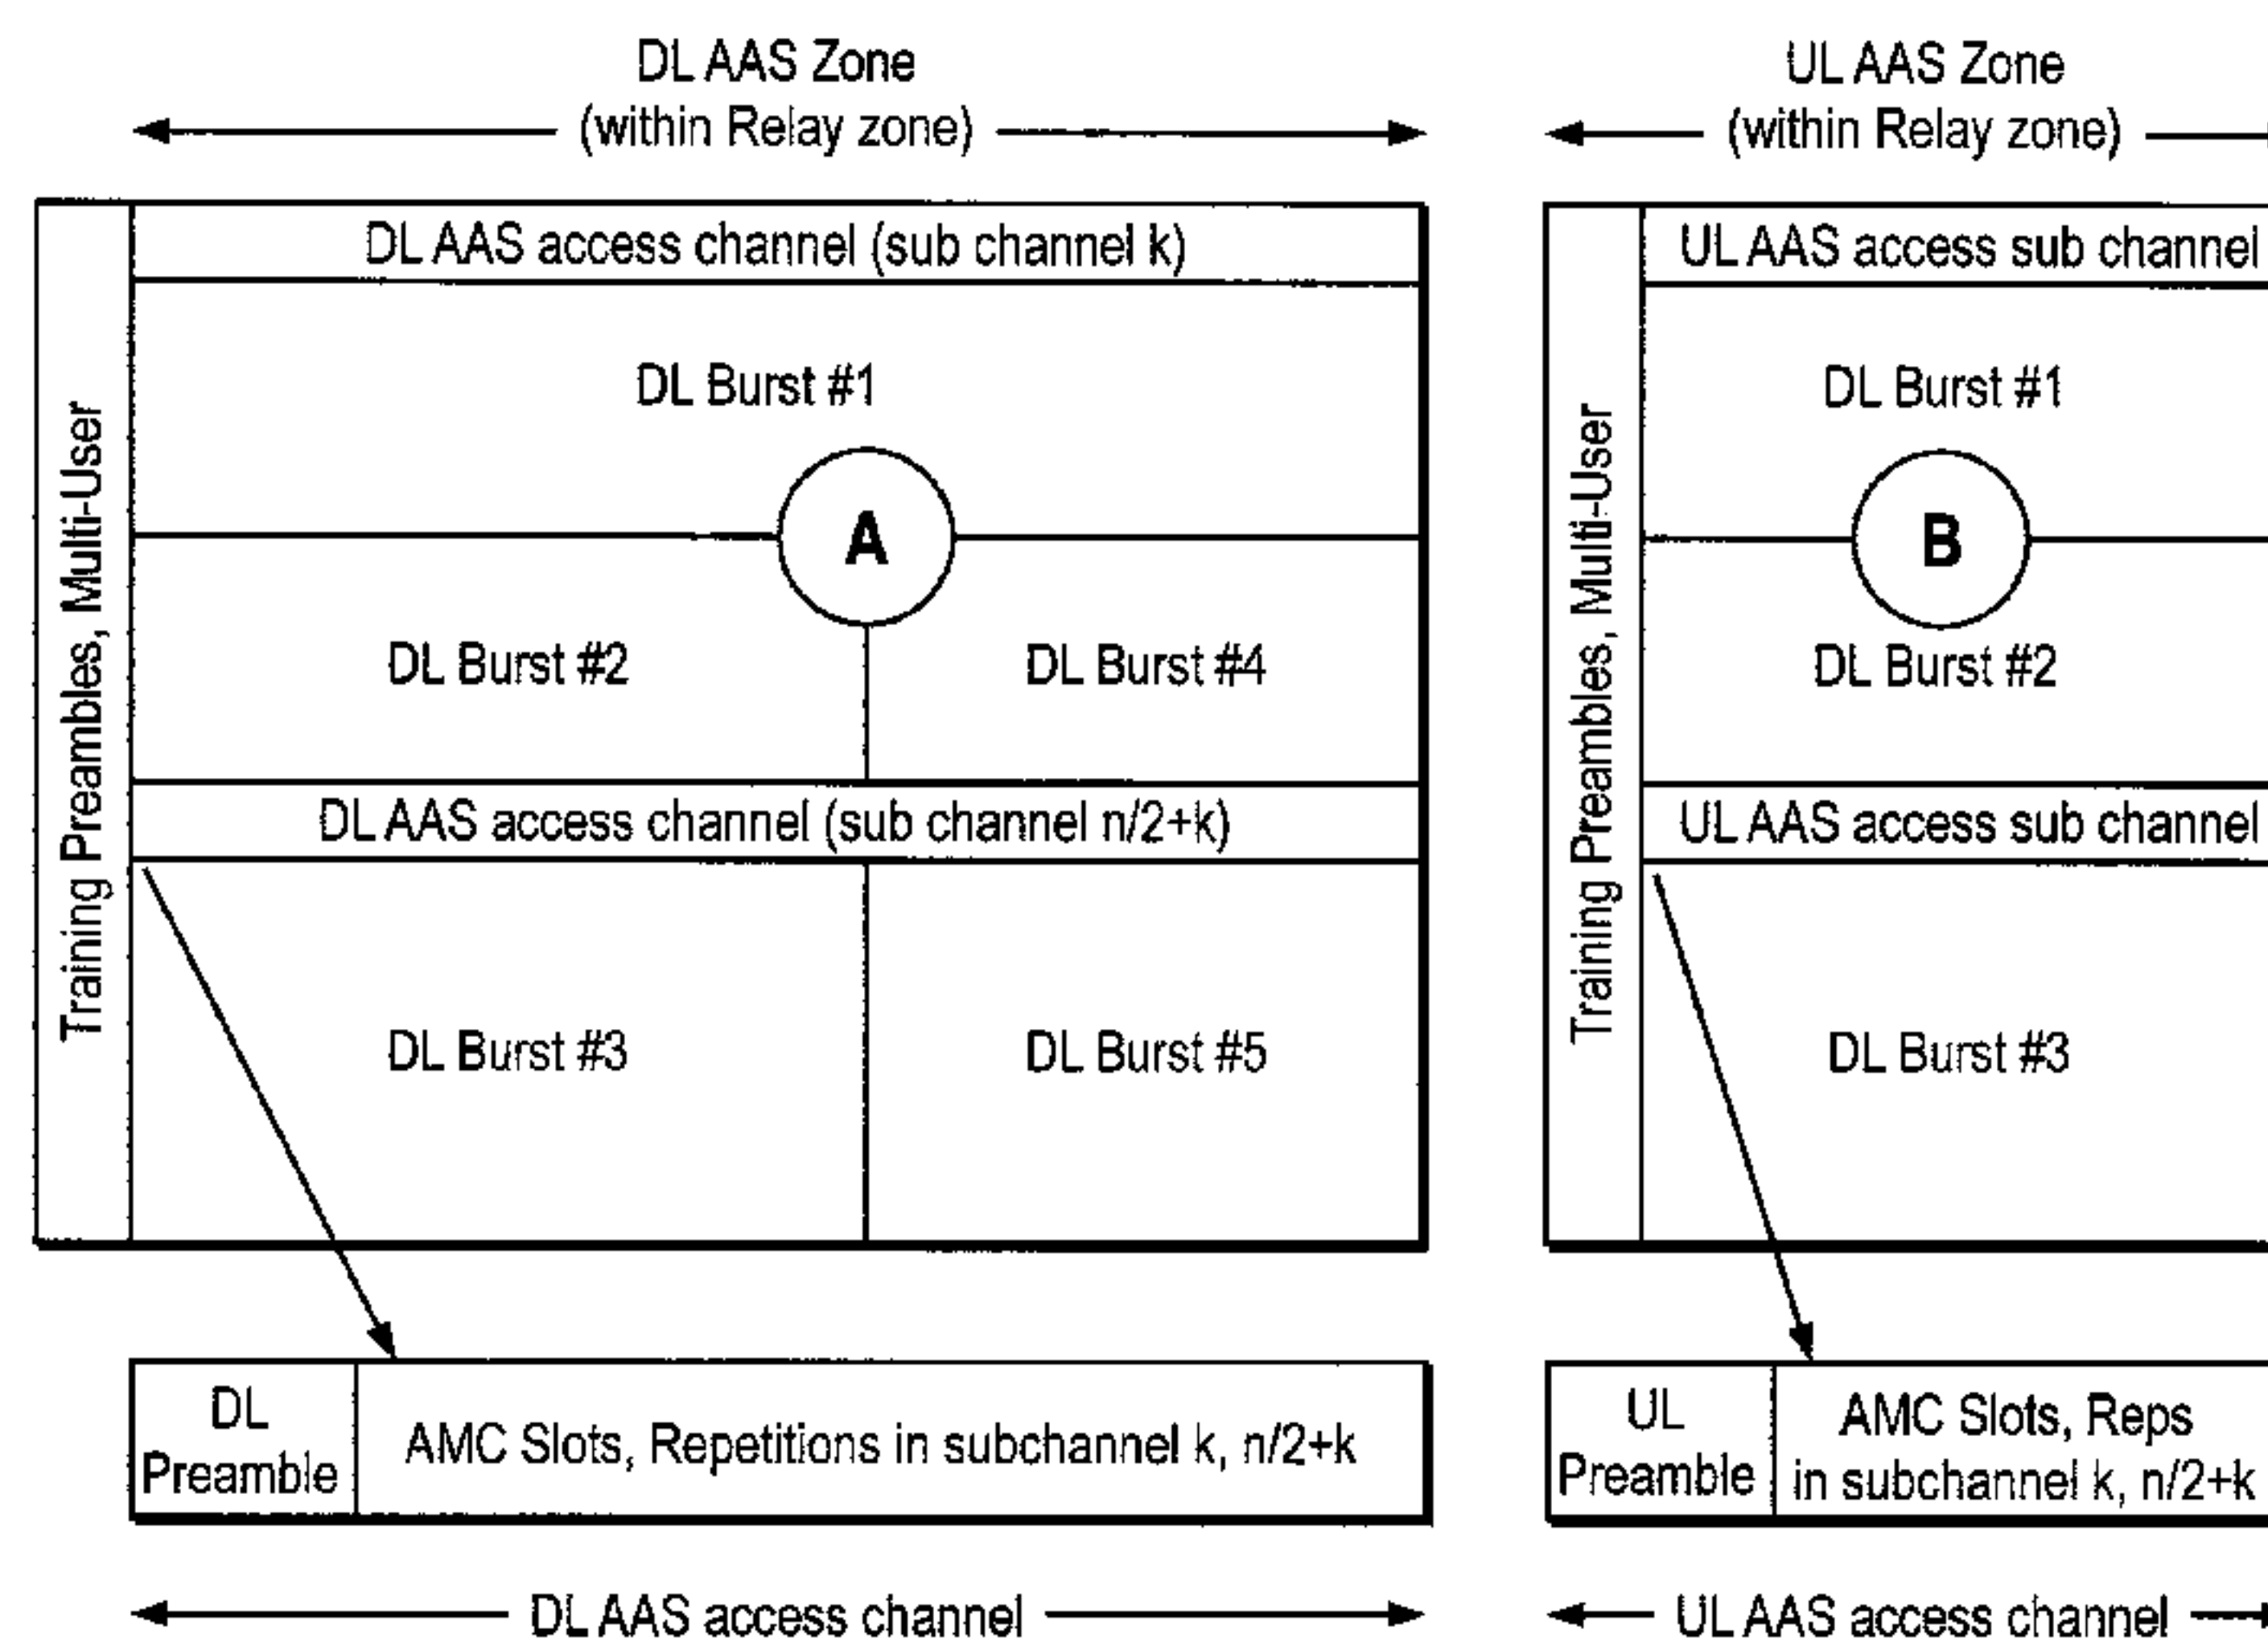 DL AAS Zone
(within Relay zone)
Training Preambles, Multi-User
DL AAS access channel (sub channel k)
DL Burst #1
A
DL Burst #2
DL Burst #4
DL AAS access channel (sub channel n/2+k)
DL Burst #3
DL Burst #5
DL
Preamble
AMC Slots, Repetitions in subchannel k, n/2+k
DL AAS access channel
UL AAS Zone
(within Relay zone)
Training Preambles, Multi-User
UL AAS access sub channel
DL Burst #1
B
DL Burst #2
UL AAS access sub channel
DL Burst #3
UL
Preamble
AMC Slots, Reps
in subchannel k, n/2+k
UL AAS access channel